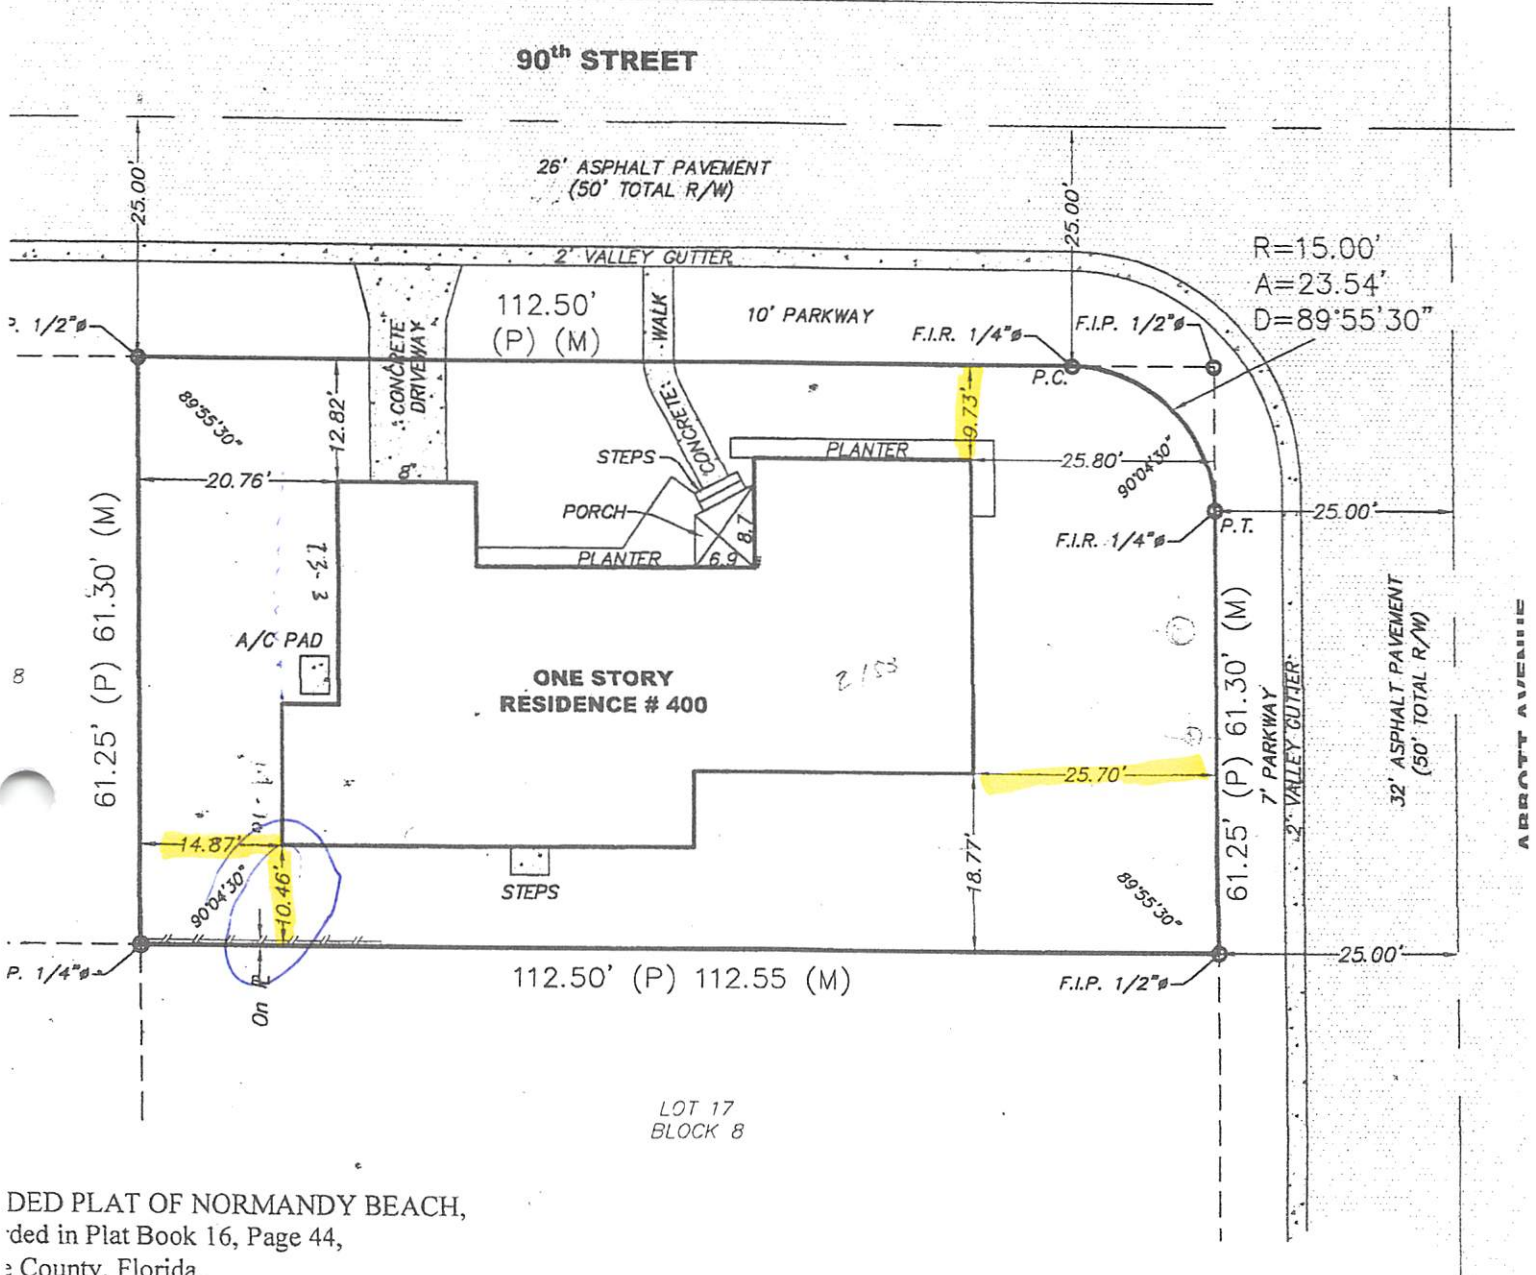 90th STREET
26' ASPHALT PAVEMENT
(50' TOTAL R/W)
25.00'
25.00'
2' VALLEY GUTTER
R=15.00'
A=23.54'
D=89°55'30"
112.50'
(P) (M)
WALK
10' PARKWAY
F.I.R. 1/4"ø
F.I.P. 1/2"ø
P. 1/2"ø
P.C.
CONCRETE
DRIVEWAY
89°55'30"
12.82'
CONCRETE
9.73'
PLANTER
STEPS
25.80'
90°04'30"
20.76'
8"
PORCH
8.7
6.9
PLANTER
25.00'
P.T.
F.I.R. 1/4"ø
61.25' (P) 61.30' (M)
A/C PAD
8
ONE STORY
RESIDENCE # 400
2153
61.25' (P) 61.30' (M)
7' PARKWAY
2' VALLEY GUTTER
32' ASPHALT PAVEMENT
(50' TOTAL R/W)
ABBOTT AVENUE
25.70'
14.87'
10.46'
90°04'30"
STEPS
18.77'
89°55'30"
P. 1/4"ø
On
112.50' (P) 112.55 (M)
F.I.P. 1/2"ø
25.00'
LOT 17
BLOCK 8
DED PLAT OF NORMANDY BEACH,
rded in Plat Book 16, Page 44,
e County, Florida.